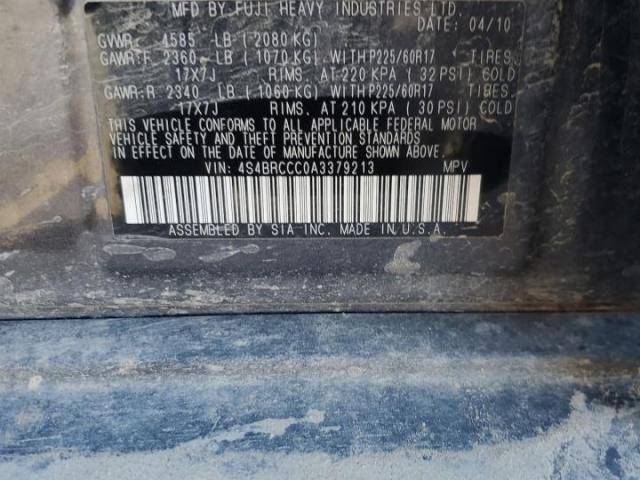 MFD BY FUJI HEAVY INDUSTRIES LTD.
DATE: 04/10
GVWR: 4585 LB (2080 KG)
GAWR:F 2360 LB (1070 KG), WITH P225/60R17 TIRES,
17X7J RIMS, AT 220 KPA (32 PSI) COLD
GAWR:R 2340 LB (1060 KG), WITH P225/60R17 TIRES,
17X7J RIMS, AT 210 KPA (30 PSI) COLD
THIS VEHICLE CONFORMS TO ALL APPLICABLE FEDERAL MOTOR
VEHICLE SAFETY AND THEFT PREVENTION STANDARDS IN
EFFECT ON THE DATE OF MANUFACTURE SHOWN ABOVE.
VIN: 4S4BRCCC0A3379213 MPV
ASSEMBLED BY SIA INC. MADE IN U.S.A.